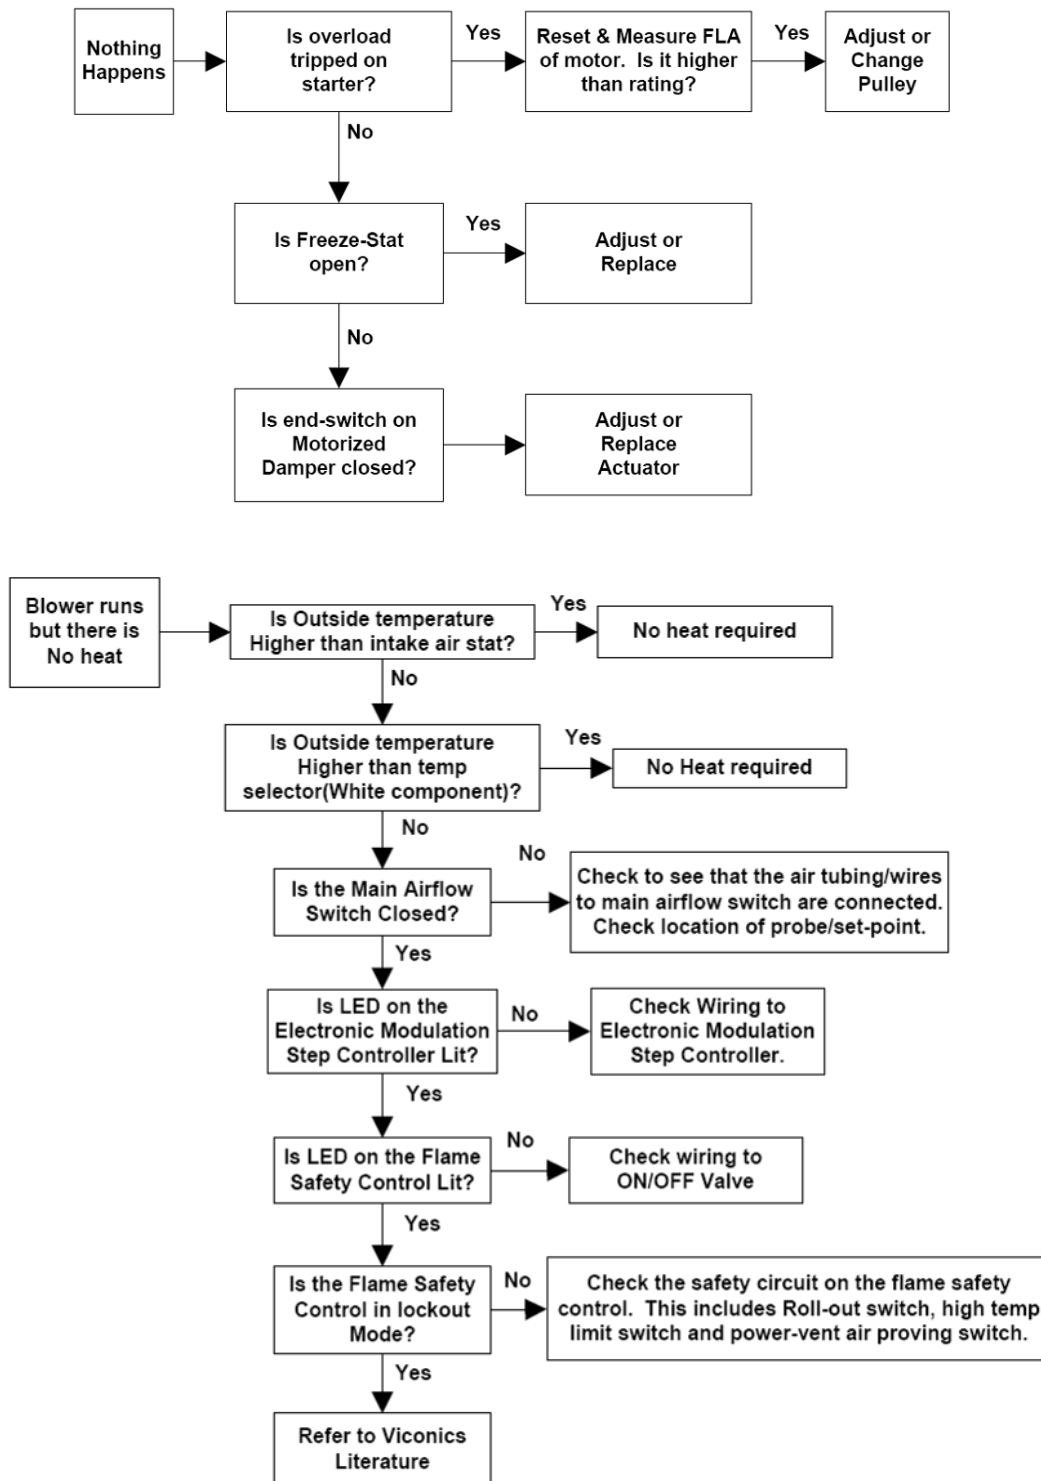 Nothing
Happens
Is overload
tripped on
starter?
Yes
Reset & Measure FLA
of motor.  Is it higher
than rating?
Yes
Adjust or
Change
Pulley
No
Is Freeze-Stat
open?
Yes
Adjust or
Replace
No
Is end-switch on
Motorized
Damper closed?
Adjust or
Replace
Actuator
Blower runs
but there is
No heat
Is Outside temperature
Higher than intake air stat?
Yes
No heat required
No
Is Outside temperature
Higher than temp
selector(White component)?
Yes
No Heat required
No
Is the Main Airflow
Switch Closed?
No
Check to see that the air tubing/wires
to main airflow switch are connected.
Check location of probe/set-point.
Yes
Is LED on the
Electronic Modulation
Step Controller Lit?
No
Check Wiring to
Electronic Modulation
Step Controller.
Yes
Is LED on the Flame
Safety Control Lit?
No
Check wiring to
ON/OFF Valve
Yes
Is the Flame Safety
Control in lockout
Mode?
No
Check the safety circuit on the flame safety
control.  This includes Roll-out switch, high temp
limit switch and power-vent air proving switch.
Yes
Refer to Viconics
Literature